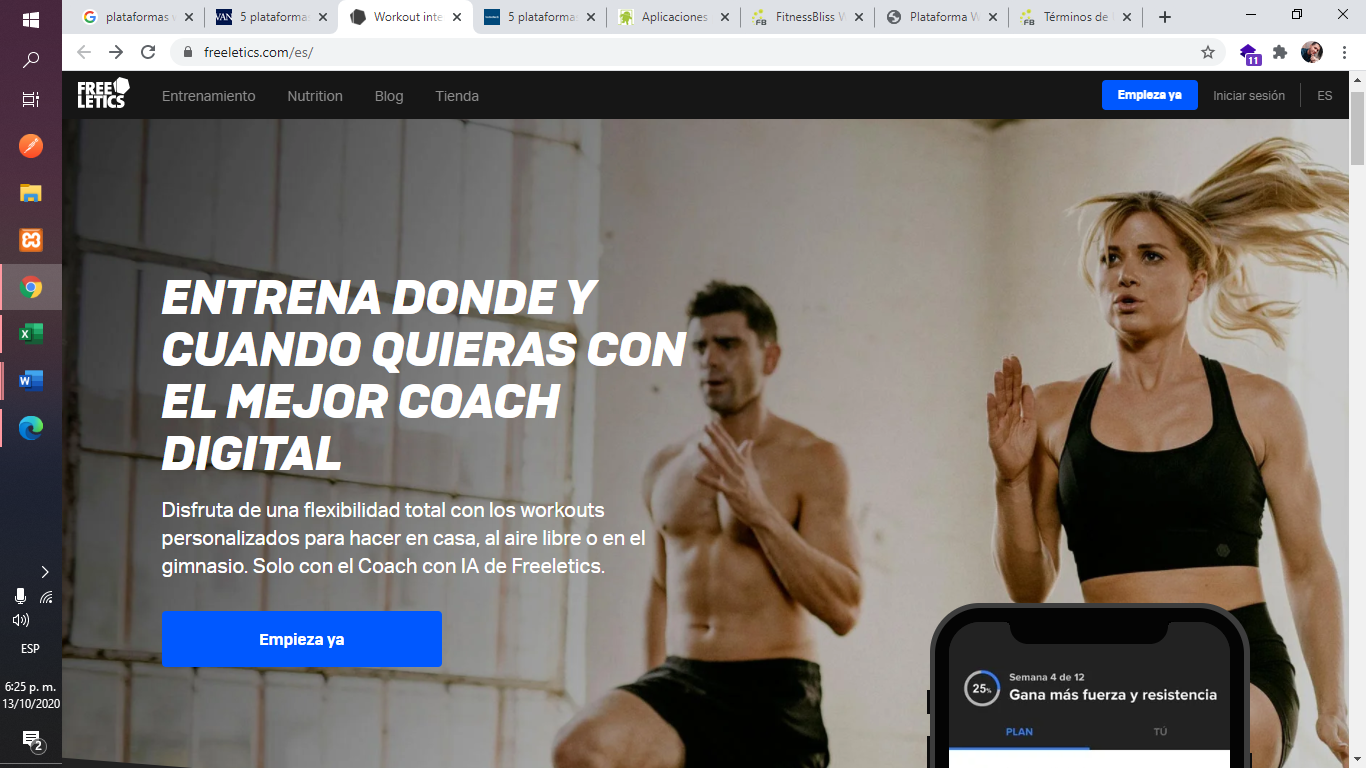 plataformas
5 plataformas
Workout inte
5 plataformas
Aplicaciones
FitnessBliss W
Plataforma W
Términos de
freeletics.com/es/
11
FREE
LETICS
Entrenamiento
Nutrition
Blog
Tienda
Empieza ya
Iniciar sesión
ES
ENTRENA DONDE Y
CUANDO QUIERAS CON
EL MEJOR COACH
DIGITAL
Disfruta de una flexibilidad total con los workouts
personalizados para hacer en casa, al aire libre o en el
gimnasio. Solo con el Coach con IA de Freeletics.
Empieza ya
25%
Semana 4 de 12
Gana más fuerza y resistencia
PLAN
TÚ
ESP
6:25 p. m.
13/10/2020
2